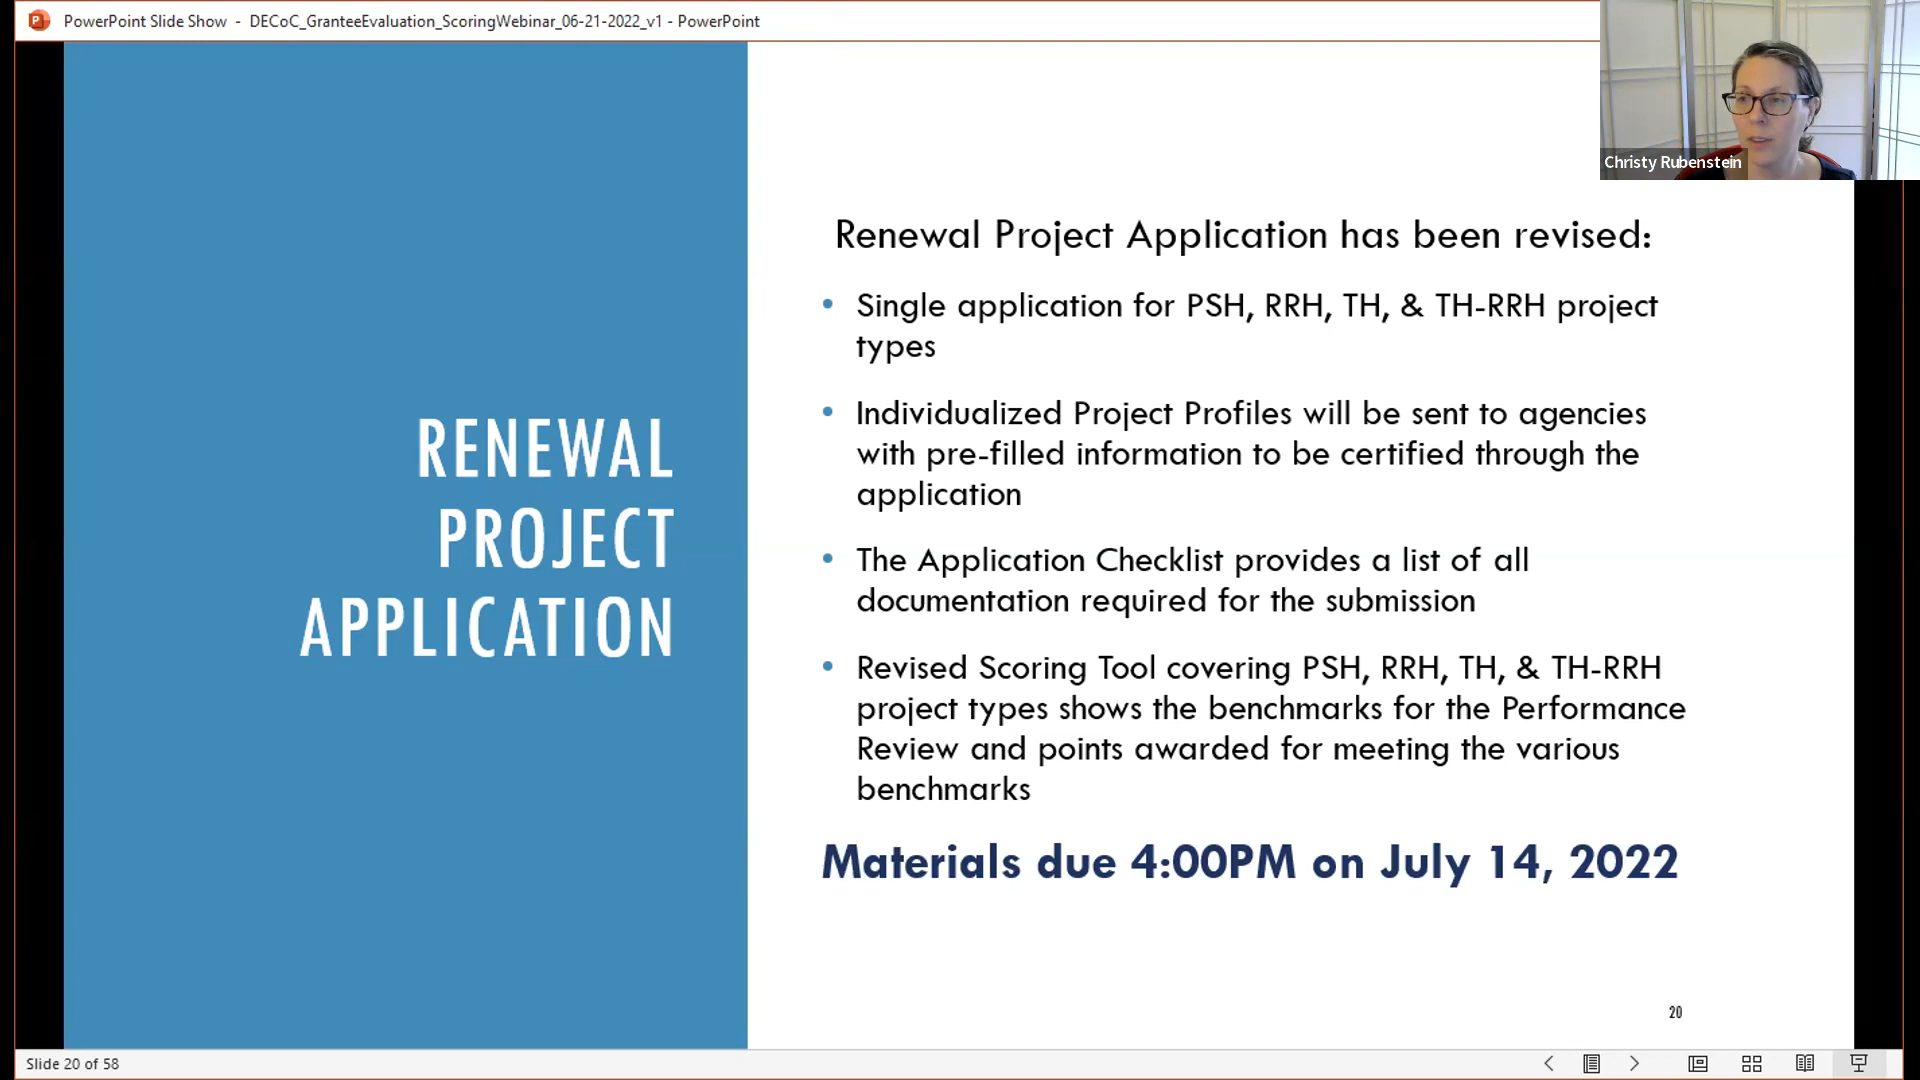 PowerPoint Slide Show - DECoC_GranteeEvaluation_ScoringWebinar_06-21-2022_v1 - PowerPoint
Christy Rubenstein
RENEWAL
PROJECT
APPLICATION
Renewal Project Application has been revised:
• Single application for PSH, RRH, TH, & TH-RRH project
types
• Individualized Project Profiles will be sent to agencies
with pre-filled information to be certified through the
application
• The Application Checklist provides a list of all
documentation required for the submission
• Revised Scoring Tool covering PSH, RRH, TH, & TH-RRH
project types shows the benchmarks for the Performance
Review and points awarded for meeting the various
benchmarks
Materials due 4:00PM on July 14, 2022
20
Slide 20 of 58